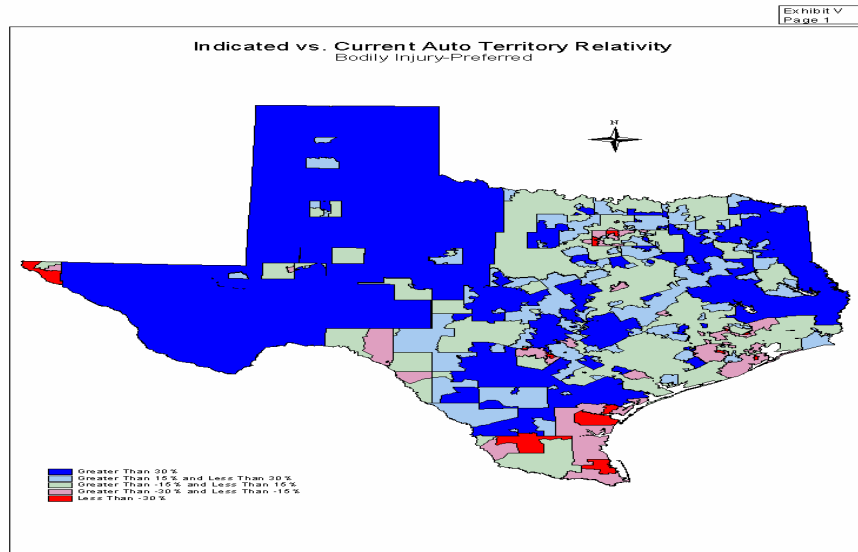 Exhibit V
Page 1
Indicated vs. Current Auto Territory Relativity
Bodily Injury-Preferred
N
Greater Than 30%
Greater Than 15% and Less Than 30%
Greater Than -15% and Less Than 15%
Greater Than -30% and Less Than -15%
Less Than -30%